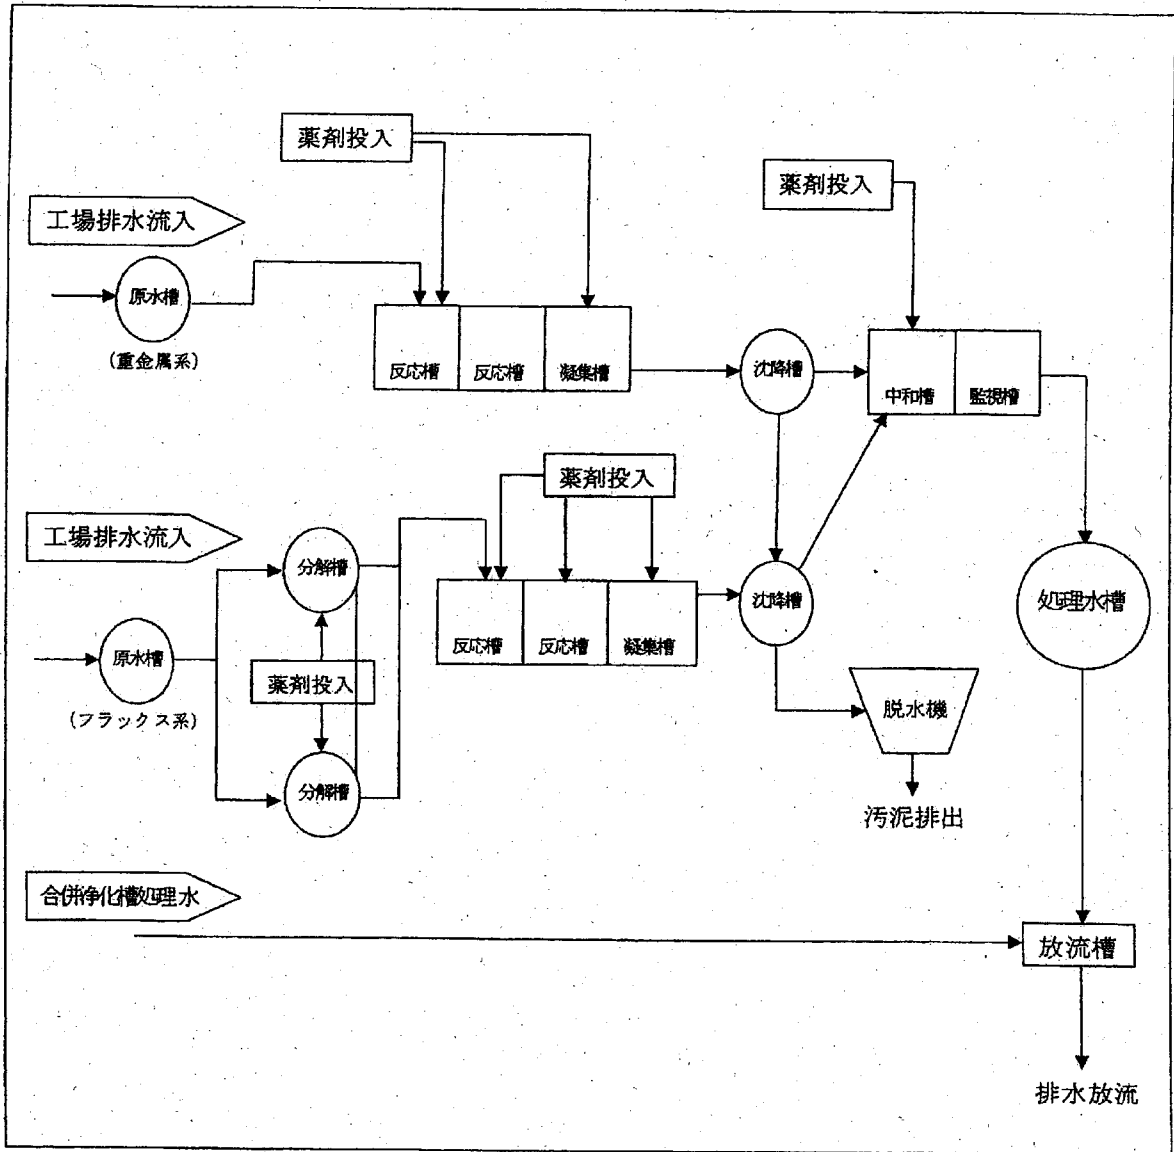 薬剤投入
薬剤投入
工場排水流入
原水槽
(重金属系)
反応槽
反応槽
凝集槽
沈降槽
中和槽
監視槽
薬剤投入
工場排水流入
分解槽
原水槽
(フラックス系)
薬剤投入
分解槽
反応槽
反応槽
凝集槽
沈降槽
処理水槽
脱水機
汚泥排出
合併浄化槽処理水
放流槽
排水放流